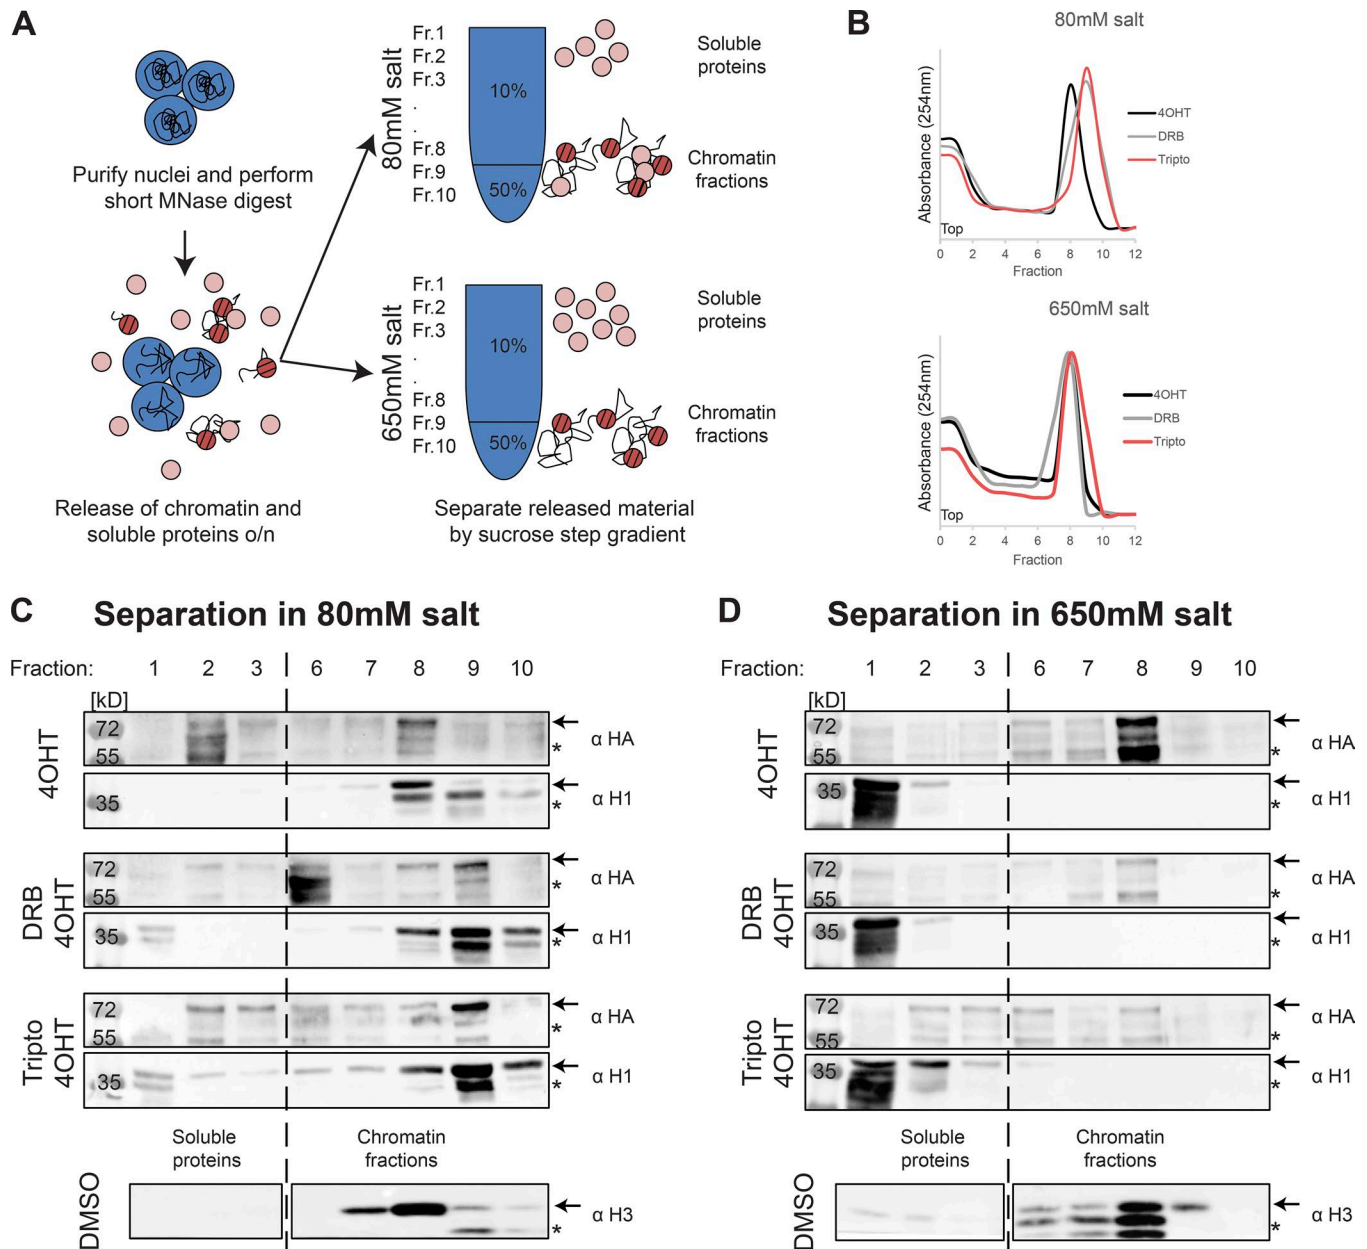 A
Purify nuclei and perform
short MNase digest
Release of chromatin and
soluble proteins o/n
80mM salt
Fr.1
Fr.2
Fr.3
.
.
Fr.8
Fr.9
Fr.10
10%
50%
Soluble
proteins
Chromatin
fractions
650mM salt
Fr.1
Fr.2
Fr.3
.
.
Fr.8
Fr.9
Fr.10
10%
50%
Soluble
proteins
Chromatin
fractions
Separate released material
by sucrose step gradient
B
80mM salt
Absorbance (254nm)
Top
4OHT
DRB
Tripto
0 2 4 6 8 10 12
Fraction
650mM salt
Absorbance (254nm)
Top
4OHT
DRB
Tripto
0 2 4 6 8 10 12
Fraction
C Separation in 80mM salt
Fraction: 1 2 3 6 7 8 9 10
[kD]
4OHT
72
55
α HA
*
35
α H1
*
DRB
4OHT
72
55
α HA
*
35
α H1
*
Tripto
4OHT
72
55
α HA
*
35
α H1
*
Soluble
proteins
Chromatin
fractions
DMSO
α H3
*
D Separation in 650mM salt
1 2 3 6 7 8 9 10
[kD]
4OHT
72
55
α HA
*
35
α H1
*
DRB
4OHT
72
55
α HA
*
35
α H1
*
Tripto
4OHT
72
55
α HA
*
35
α H1
*
Soluble
proteins
Chromatin
fractions
DMSO
α H3
*